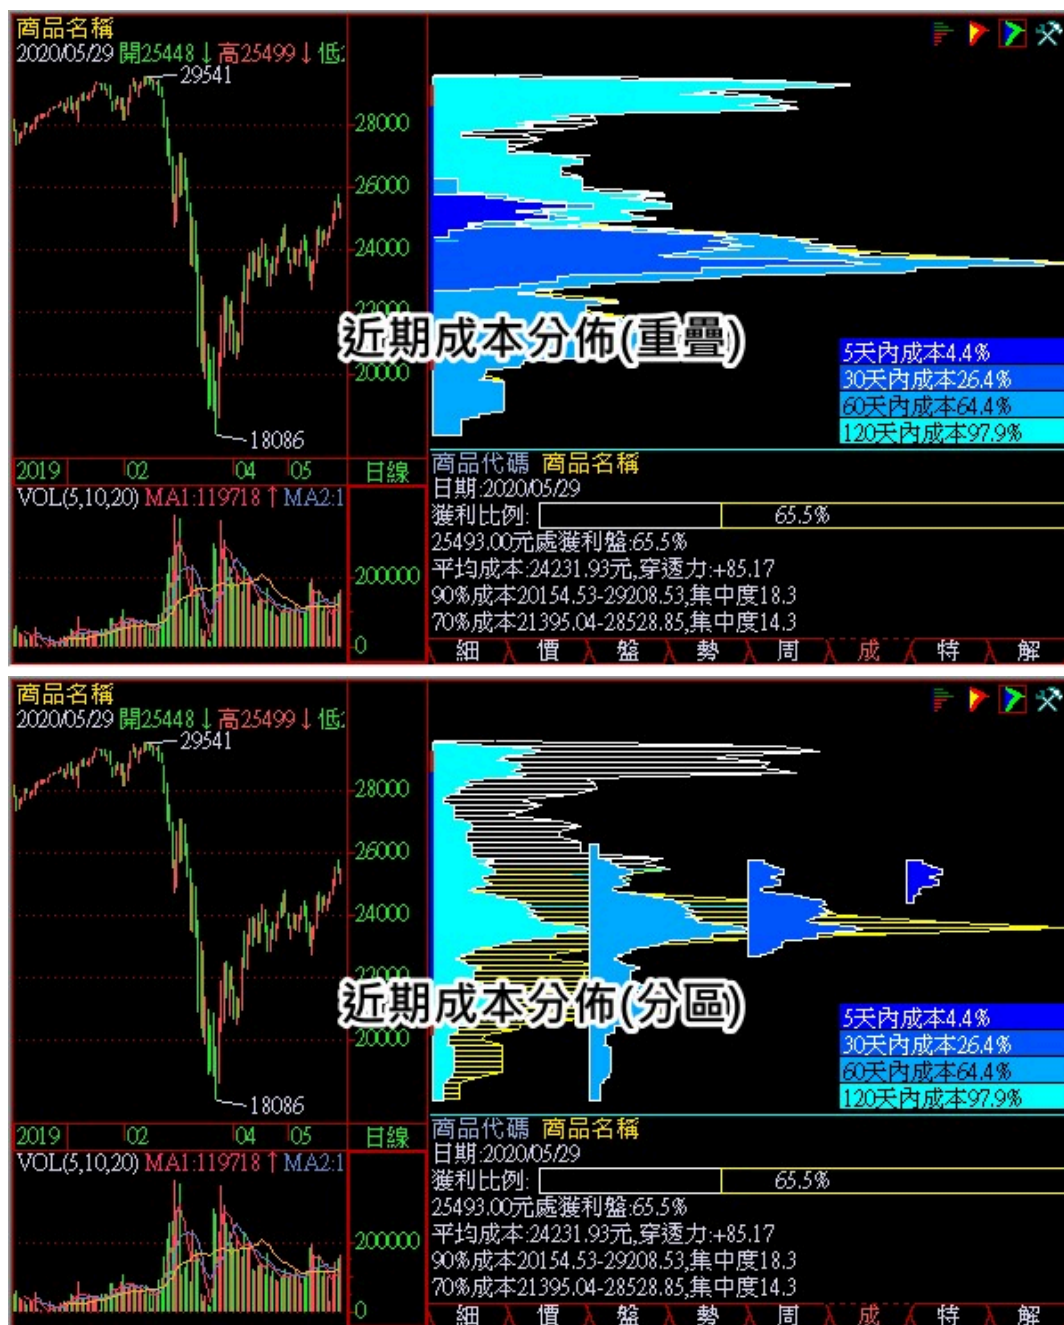 商品名稱
2020/05/29 開25448↓高25499↓低
29541
28000
26000
24000
22000
20000
18086
近期成本分佈(重疊)
5天內成本4.4%
30天內成本26.4%
60天內成本64.4%
120天內成本97.9%
2019 02 04 05 日線
VOL(5,10,20) MA1:119718↑MA2:1
200000
0
商品代碼 商品名稱
日期:2020/05/29
獲利比例: 65.5%
25493.00元處獲利盤:65.5%
平均成本:24231.93元,穿透力:+85.17
90%成本20154.53-29208.53,集中度18.3
70%成本21395.04-28528.85,集中度14.3
細 價 盤 勢 周 成 特 解
商品名稱
2020/05/29 開25448↓高25499↓低
29541
28000
26000
24000
22000
20000
18086
近期成本分佈(分區)
5天內成本4.4%
30天內成本26.4%
60天內成本64.4%
120天內成本97.9%
2019 02 04 05 日線
VOL(5,10,20) MA1:119718↑MA2:1
200000
0
商品代碼 商品名稱
日期:2020/05/29
獲利比例: 65.5%
25493.00元處獲利盤:65.5%
平均成本:24231.93元,穿透力:+85.17
90%成本20154.53-29208.53,集中度18.3
70%成本21395.04-28528.85,集中度14.3
細 價 盤 勢 周 成 特 解